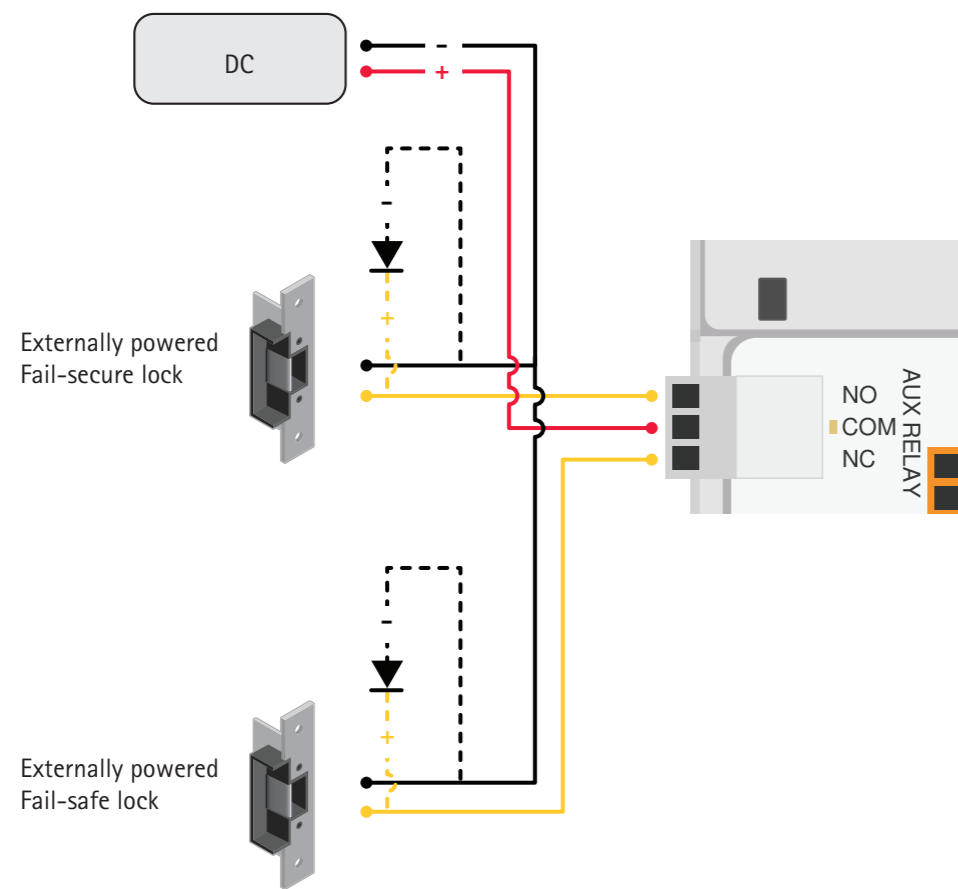 DC
-
+
-
+
Externally powered
Fail-secure lock
NO
COM
NC
AUX RELAY
-
+
Externally powered
Fail-safe lock